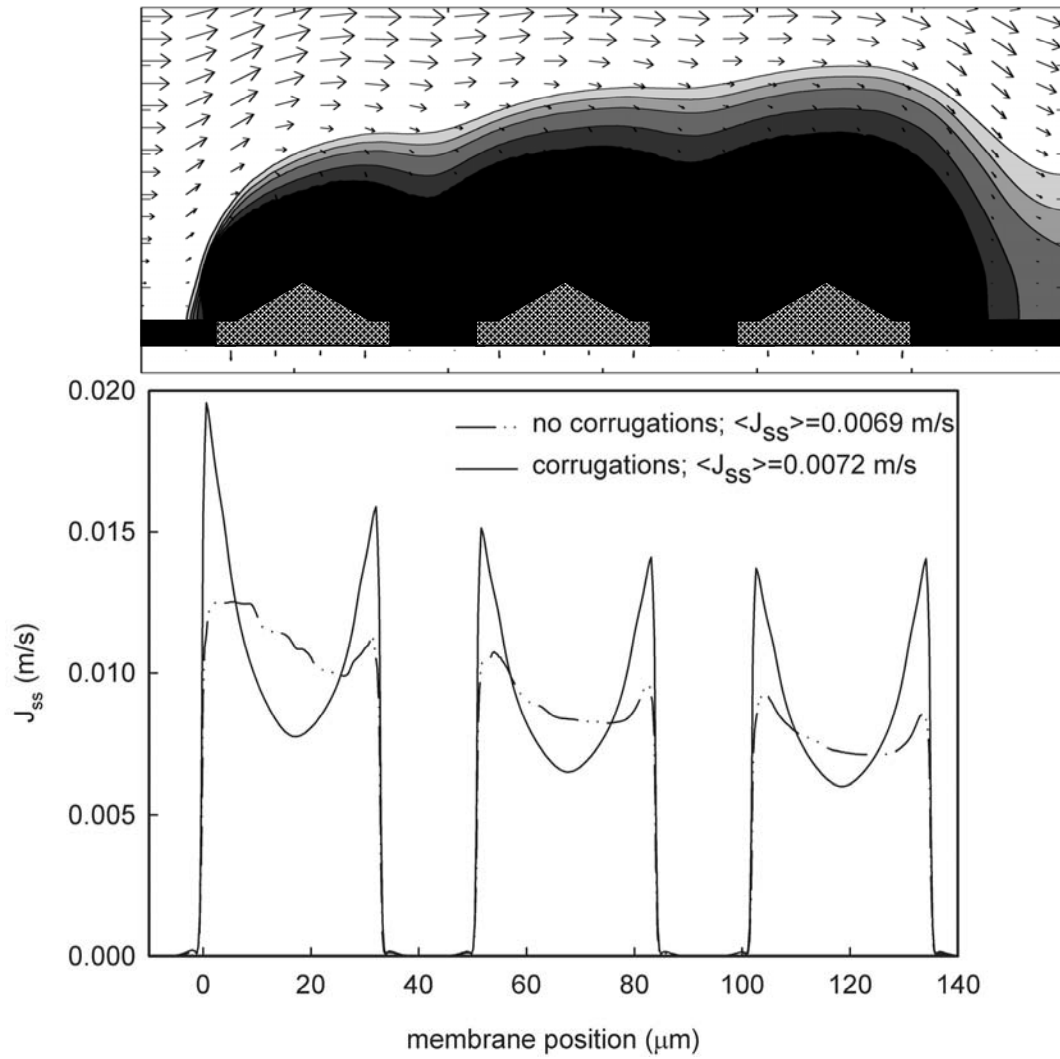 0.020
0.015
0.010
0.005
0.000
J_ss (m/s)
no corrugations; <J_ss>=0.0069 m/s
corrugations; <J_ss>=0.0072 m/s
0 20 40 60 80 100 120 140
membrane position (μm)